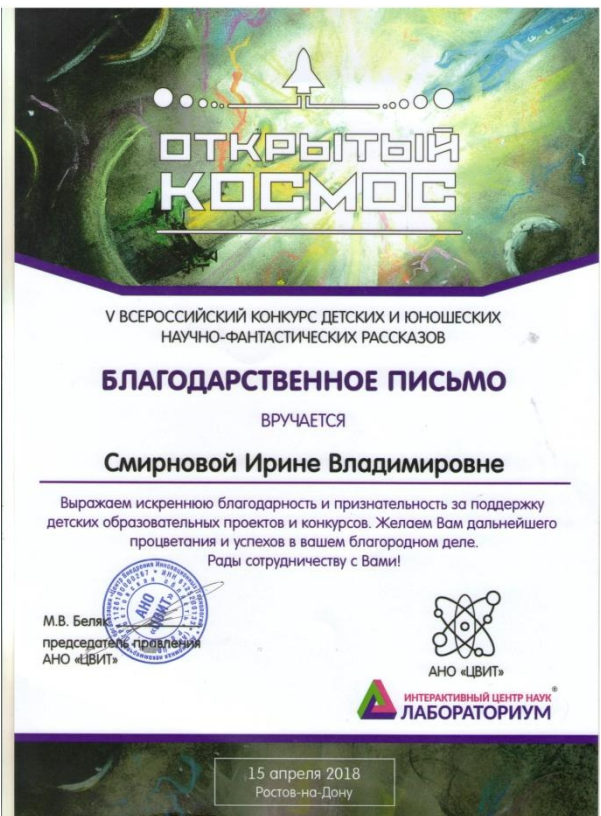 ОТКРЫТЫЙ
КОСМОС
V ВСЕРОССИЙСКИЙ КОНКУРС ДЕТСКИХ И ЮНОШЕСКИХ
НАУЧНО-ФАНТАСТИЧЕСКИХ РАССКАЗОВ
БЛАГОДАРСТВЕННОЕ ПИСЬМО
ВРУЧАЕТСЯ
Смирновой Ирине Владимировне
Выражаем искреннюю благодарность и признательность за поддержку
детских образовательных проектов и конкурсов. Желаем Вам дальнейшего
процветания и успехов в вашем благородном деле.
Рады сотрудничеству с Вами!
АНО
«ЦВИТ»
М.В. Беляк
председатель правления
АНО «ЦВИТ»
АНО «ЦВИТ»
ИНТЕРАКТИВНЫЙ ЦЕНТР НАУК
ЛАБОРАТОРИУМ®
15 апреля 2018
Ростов-на-Дону